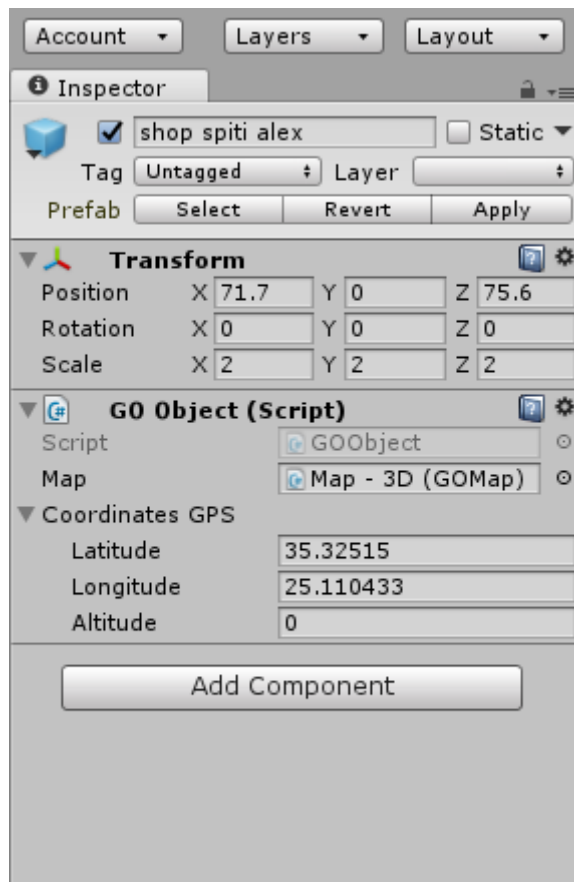 Account Layers Layout
Inspector
shop spiti alex Static
Tag Untagged Layer
Prefab Select Revert Apply
Transform
Position X 71.7 Y 0 Z 75.6
Rotation X 0 Y 0 Z 0
Scale X 2 Y 2 Z 2
GO Object (Script)
Script GOObject
Map Map - 3D (GOMap)
Coordinates GPS
Latitude 35.32515
Longitude 25.110433
Altitude 0
Add Component